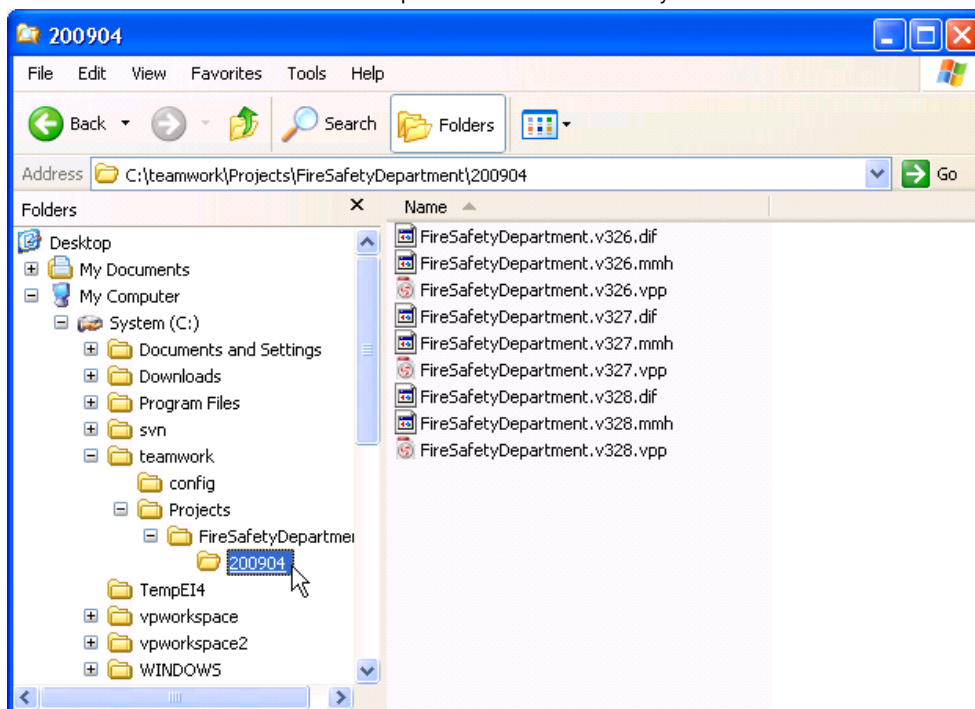 200904
File Edit View Favorites Tools Help
Back Search Folders
Address C:\teamwork\Projects\FireSafetyDepartment\200904 Go
Folders Name
Desktop
My Documents
My Computer
System (C:)
Documents and Settings
Downloads
Program Files
svn
teamwork
config
Projects
FireSafetyDepartmer
200904
TempEI4
vpworkspace
vpworkspace2
WINDOWS
FireSafetyDepartment.v326.dif
FireSafetyDepartment.v326.mmh
FireSafetyDepartment.v326.vpp
FireSafetyDepartment.v327.dif
FireSafetyDepartment.v327.mmh
FireSafetyDepartment.v327.vpp
FireSafetyDepartment.v328.dif
FireSafetyDepartment.v328.mmh
FireSafetyDepartment.v328.vpp